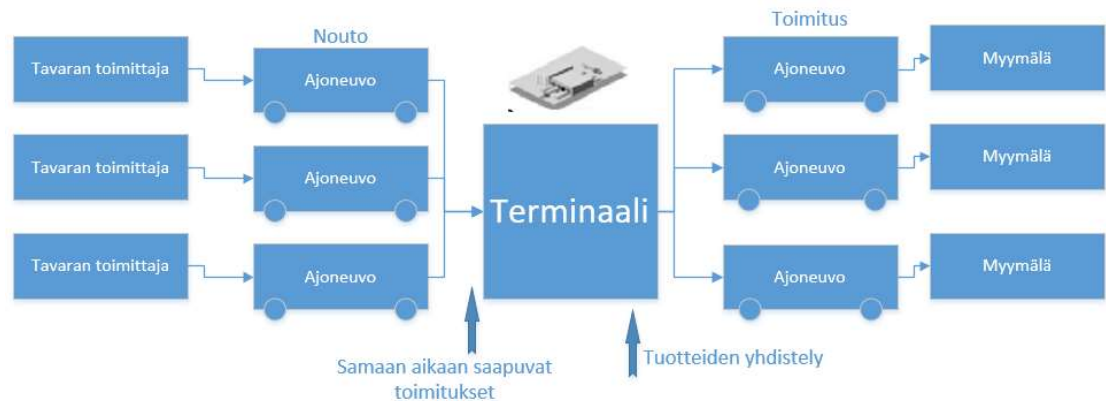 Nouto
Toimitus
Tavaran toimittaja
Ajoneuvo
Ajoneuvo
Myymälä
Tavaran toimittaja
Ajoneuvo
Terminaali
Ajoneuvo
Myymälä
Tavaran toimittaja
Ajoneuvo
Ajoneuvo
Myymälä
Samaan aikaan saapuvat
toimitukset
Tuotteiden yhdistely